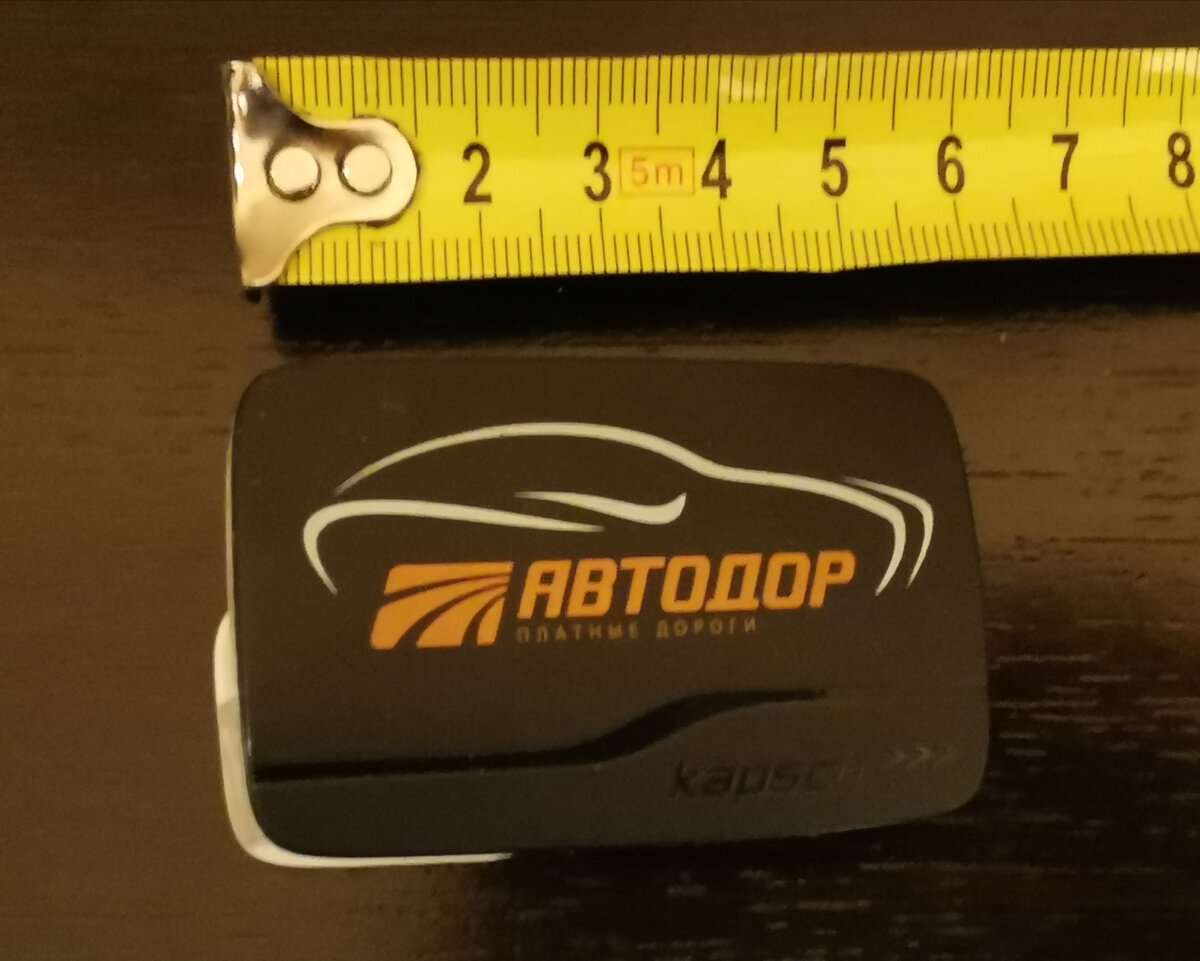 2 3 5m 4 5 6 7 8
АВТОДОР
ПЛАТНЫЕ ДОРОГИ
kapsch >>>